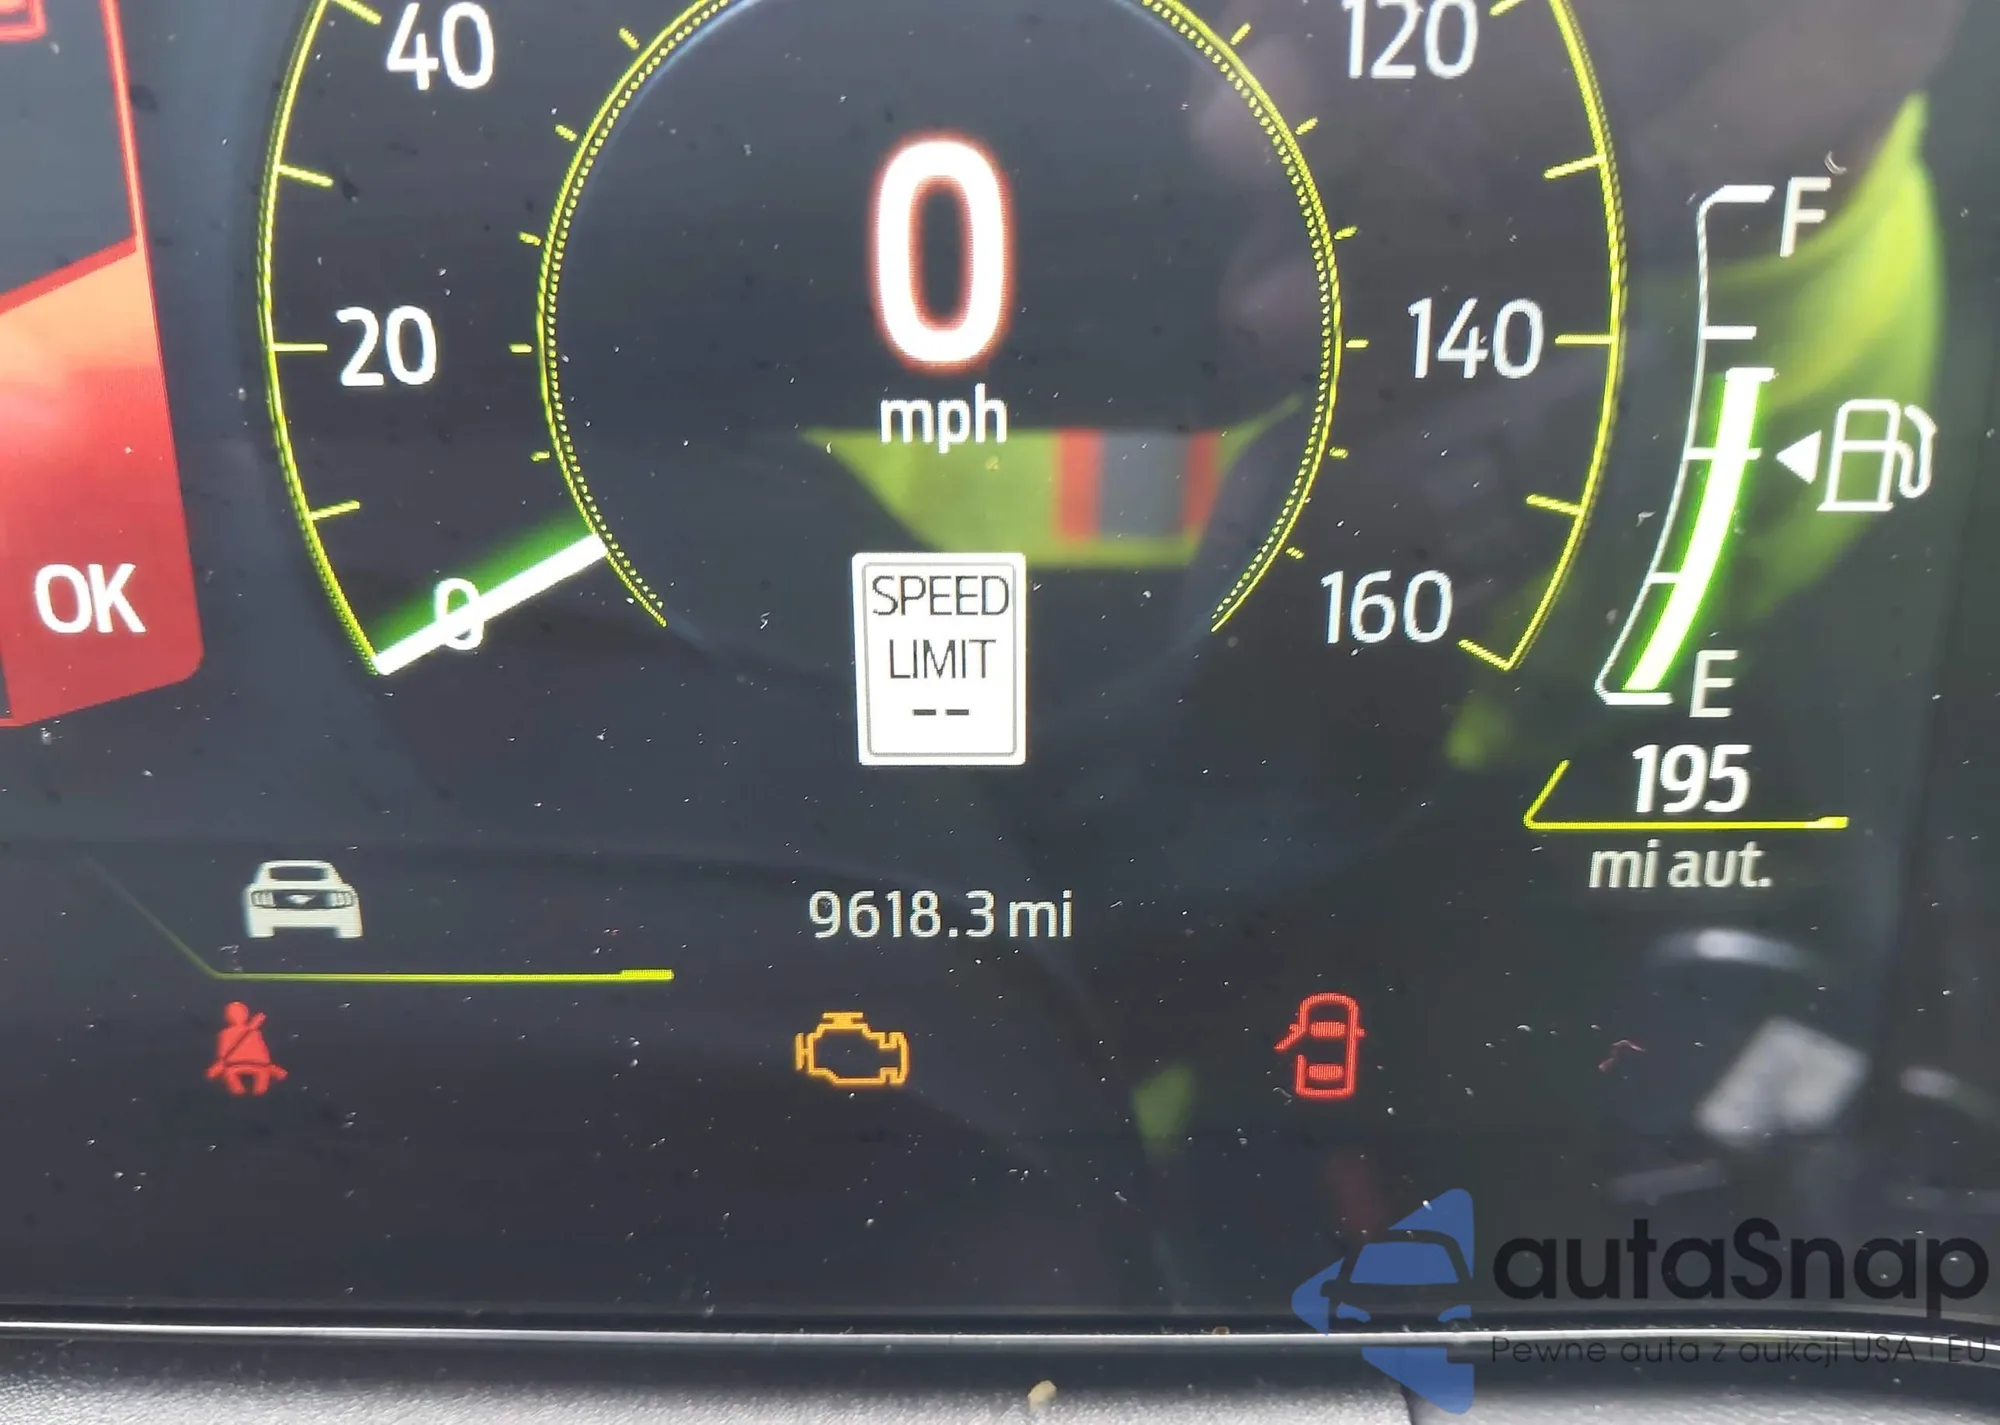 40
120
0
mph
20
140
F
OK
0
SPEED
LIMIT
--
160
E
195
mi aut.
9618.3 mi
autaSnap
Pewne auta z aukcji USA i EU